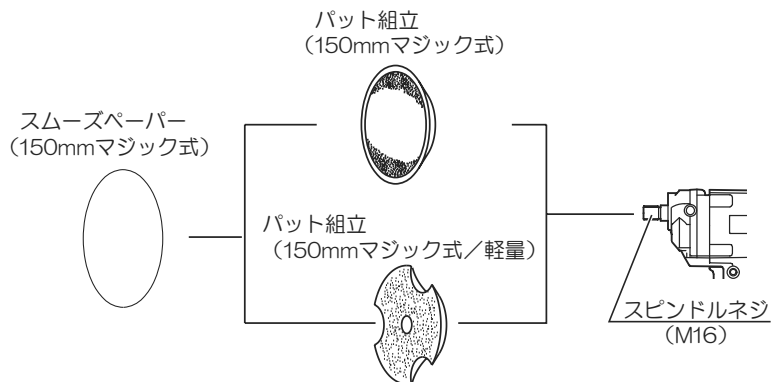 パット組立
（150mmマジック式）
スムーズペーパー
（150mmマジック式）
パット組立
（150mmマジック式／軽量）
スピンドルネジ
（M16）